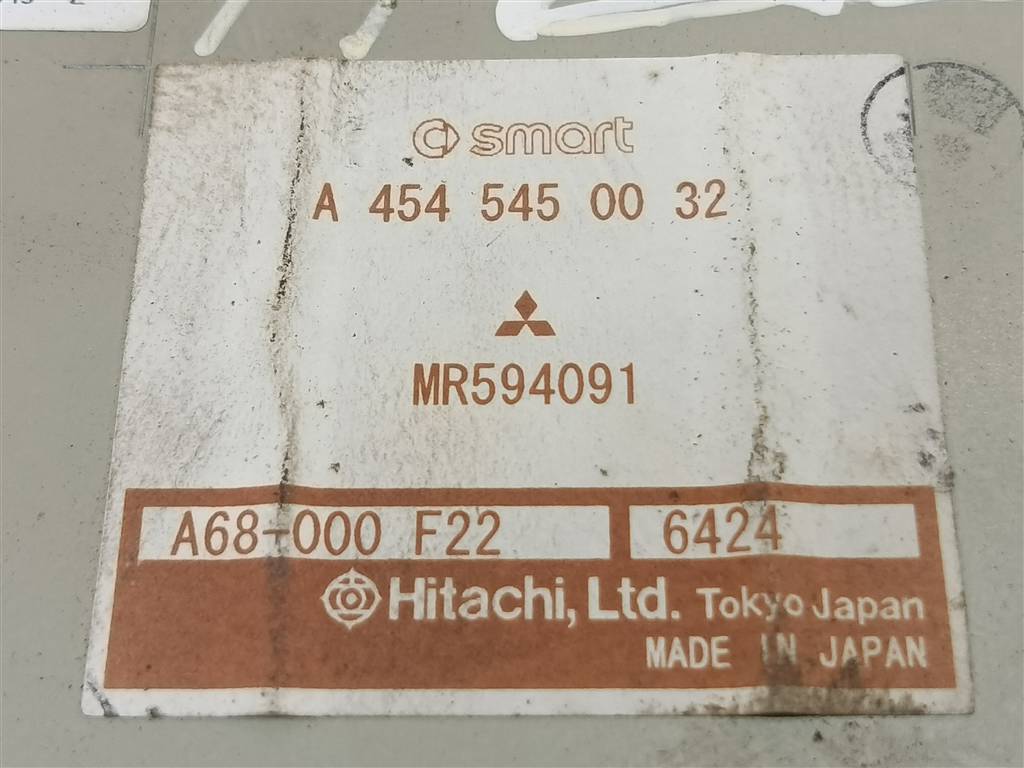 smart
A 454 545 00 32
MR594091
A68-000 F22 6424
Hitachi, Ltd. Tokyo Japan
MADE IN JAPAN